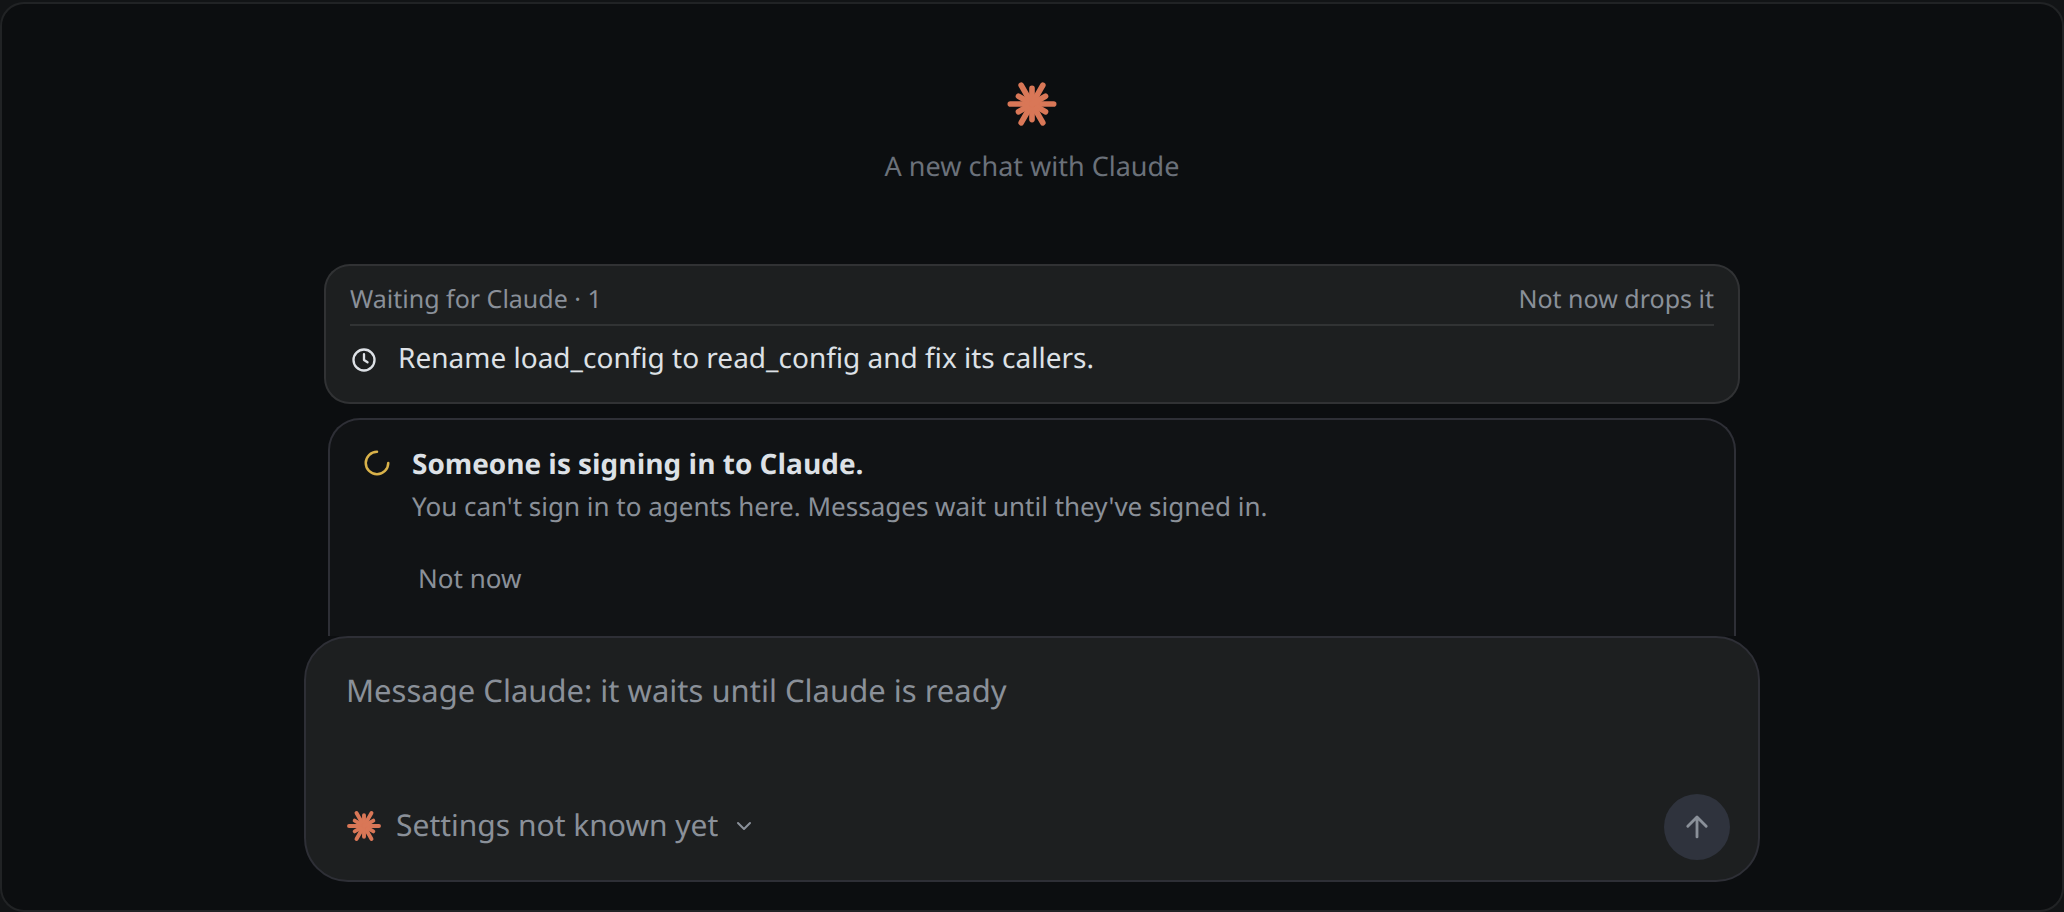 A new chat with Claude
Waiting for Claude · 1
Not now drops it
Rename load_config to read_config and fix its callers.
Someone is signing in to Claude.
You can't sign in to agents here. Messages wait until they've signed in.
Not now
Message Claude: it waits until Claude is ready
Settings not known yet